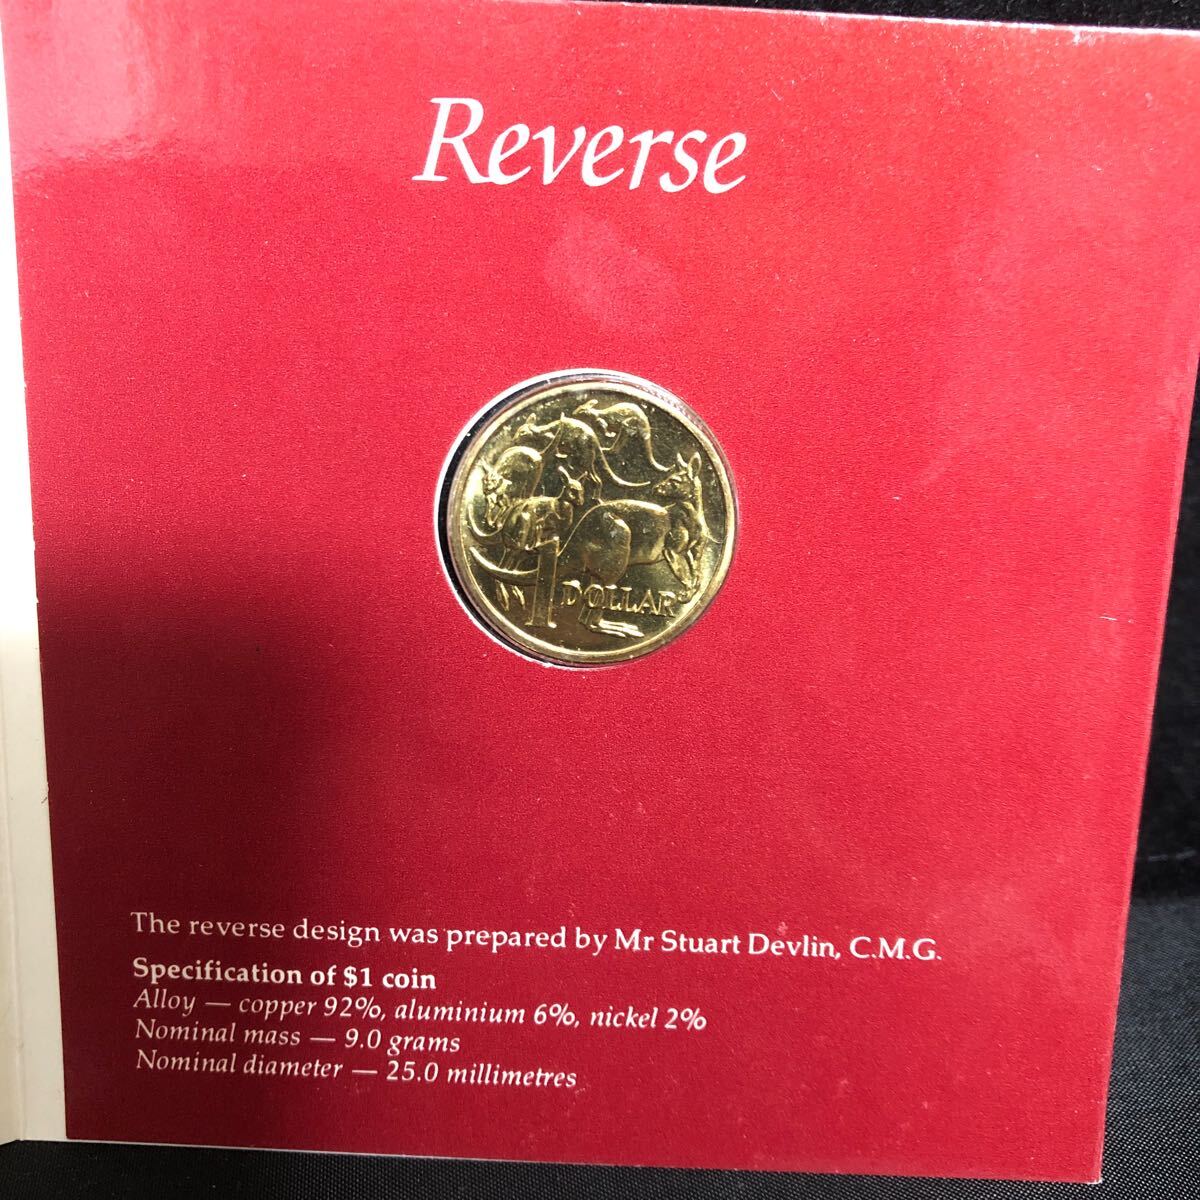 Reverse
1 DOLLAR
The reverse design was prepared by Mr Stuart Devlin, C.M.G.
Specification of $1 coin
Alloy — copper 92%, aluminium 6%, nickel 2%
Nominal mass — 9.0 grams
Nominal diameter — 25.0 millimetres